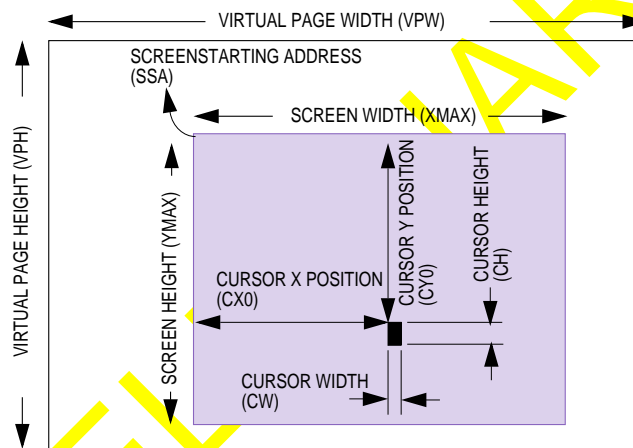 VIRTUAL PAGE WIDTH (VPW)
SCREENSTARTING ADDRESS
(SSA)
SCREEN WIDTH (XMAX)
VIRTUAL PAGE HEIGHT (VPH)
SCREEN HEIGHT (YMAX)
CURSOR Y POSITION
(CY0)
CURSOR HEIGHT
(CH)
CURSOR X POSITION
(CX0)
CURSOR WIDTH
(CW)